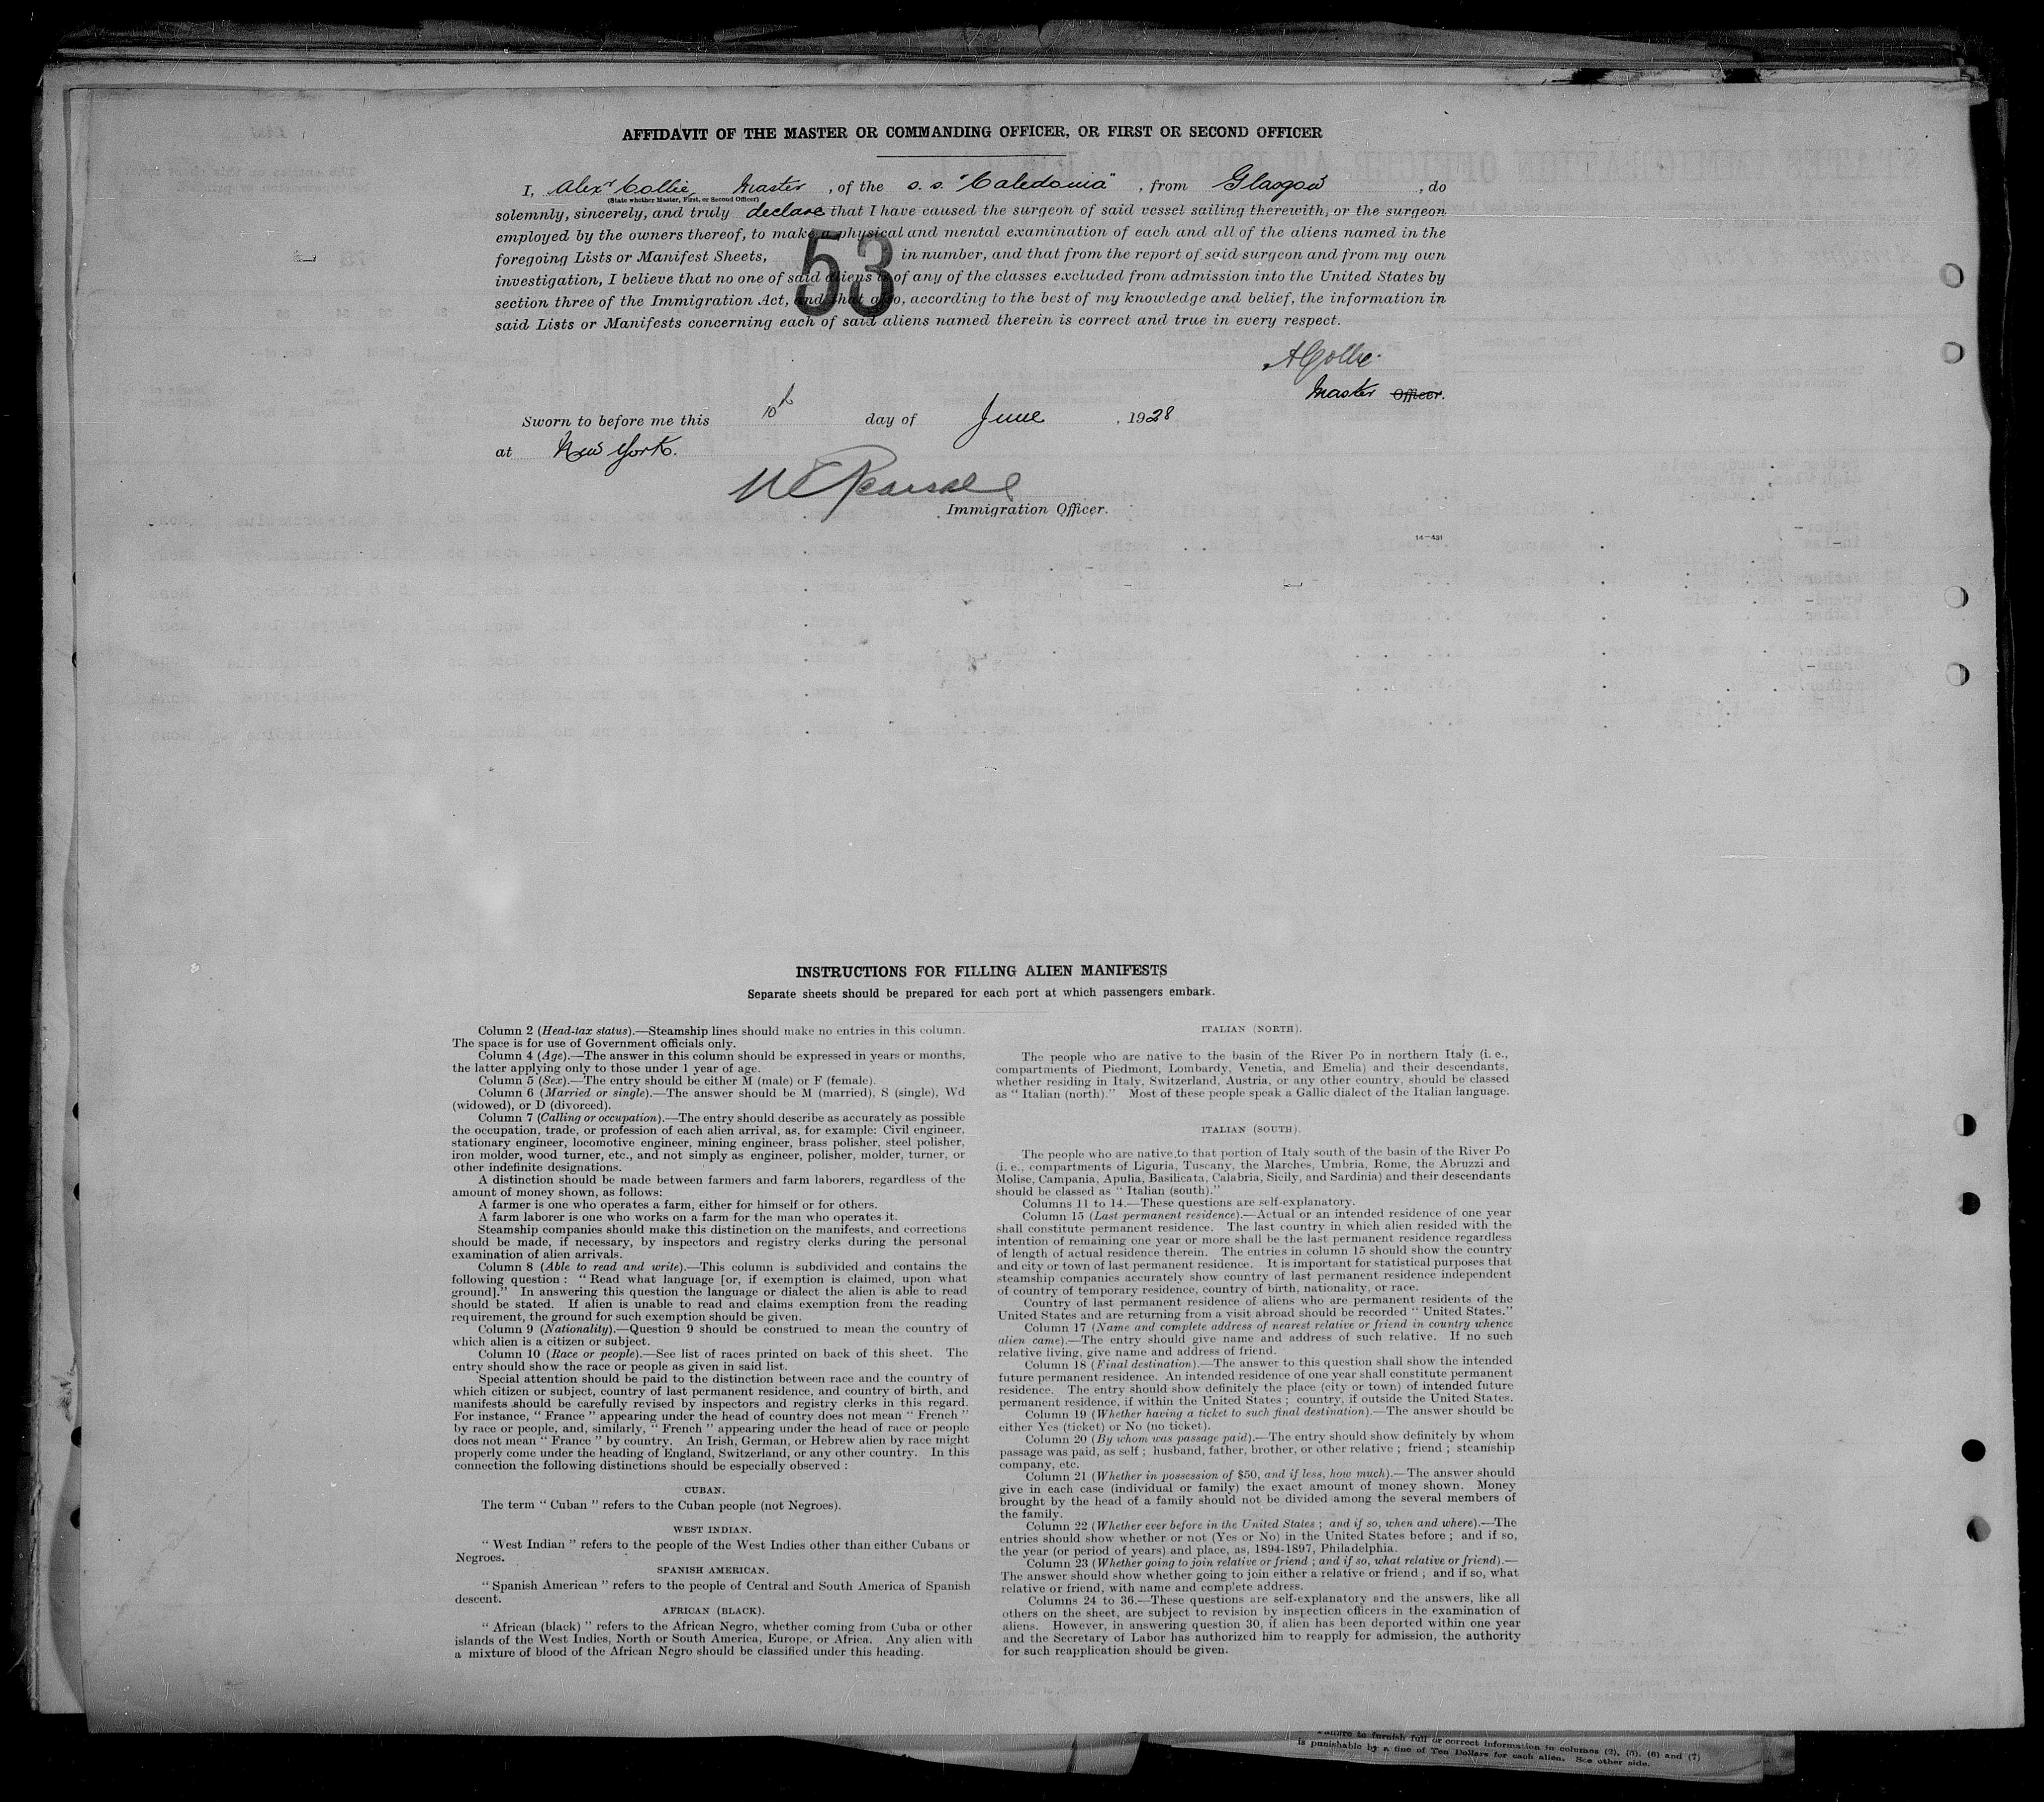 AFFIDAVIT OF THE MASTER OR COMMANDING OFFICER, OR FIRST OR SECOND OFFICER
I, Alexr Collie, Master , of the s. s. "Caledonia" , from Glasgow , do
(State whether Master, First, or Second Officer)
solemnly, sincerely, and truly declare that I have caused the surgeon of said vessel sailing therewith, or the surgeon
employed by the owners thereof, to make a physical and mental examination of each and all of the aliens named in the
foregoing Lists or Manifest Sheets, 53 in number, and that from the report of said surgeon and from my own
investigation, I believe that no one of said aliens is of any of the classes excluded from admission into the United States by
section three of the Immigration Act, and that also, according to the best of my knowledge and belief, the information in
said Lists or Manifests concerning each of said aliens named therein is correct and true in every respect.
A Collie.
Master Officer.
Sworn to before me this 10th day of June , 1928
at New York.
Immigration Officer.
14—431
INSTRUCTIONS FOR FILLING ALIEN MANIFESTS
Separate sheets should be prepared for each port at which passengers embark.
Column 2 (Head-tax status).—Steamship lines should make no entries in this column.
The space is for use of Government officials only.
Column 4 (Age).—The answer in this column should be expressed in years or months,
the latter applying only to those under 1 year of age.
Column 5 (Sex).—The entry should be either M (male) or F (female).
Column 6 (Married or single).—The answer should be M (married), S (single), Wd
(widowed), or D (divorced).
Column 7 (Calling or occupation).—The entry should describe as accurately as possible
the occupation, trade, or profession of each alien arrival, as, for example: Civil engineer,
stationary engineer, locomotive engineer, mining engineer, brass polisher, steel polisher,
iron molder, wood turner, etc., and not simply as engineer, polisher, molder, turner, or
other indefinite designations.
A distinction should be made between farmers and farm laborers, regardless of the
amount of money shown, as follows:
A farmer is one who operates a farm, either for himself or for others.
A farm laborer is one who works on a farm for the man who operates it.
Steamship companies should make this distinction on the manifests, and corrections
should be made, if necessary, by inspectors and registry clerks during the personal
examination of alien arrivals.
Column 8 (Able to read and write).—This column is subdivided and contains the
following question : " Read what language [or, if exemption is claimed, upon what
ground]." In answering this question the language or dialect the alien is able to read
should be stated. If alien is unable to read and claims exemption from the reading
requirement, the ground for such exemption should be given.
Column 9 (Nationality).—Question 9 should be construed to mean the country of
which alien is a citizen or subject.
Column 10 (Race or people).—See list of races printed on back of this sheet. The
entry should show the race or people as given in said list.
Special attention should be paid to the distinction between race and the country of
which citizen or subject, country of last permanent residence, and country of birth, and
manifests should be carefully revised by inspectors and registry clerks in this regard.
For instance, " France " appearing under the head of country does not mean " French "
by race or people, and, similarly, " French " appearing under the head of race or people
does not mean " France " by country. An Irish, German, or Hebrew alien by race might
properly come under the heading of England, Switzerland, or any other country. In this
connection the following distinctions should be especially observed :
CUBAN.
The term " Cuban " refers to the Cuban people (not Negroes).
WEST INDIAN.
" West Indian " refers to the people of the West Indies other than either Cubans or
Negroes.
SPANISH AMERICAN.
" Spanish American " refers to the people of Central and South America of Spanish
descent.
AFRICAN (BLACK).
" African (black) " refers to the African Negro, whether coming from Cuba or other
islands of the West Indies, North or South America, Europe, or Africa. Any alien with
a mixture of blood of the African Negro should be classified under this heading.
ITALIAN (NORTH).
The people who are native to the basin of the River Po in northern Italy (i. e.,
compartments of Piedmont, Lombardy, Venetia, and Emelia) and their descendants,
whether residing in Italy, Switzerland, Austria, or any other country, should be classed
as " Italian (north)." Most of these people speak a Gallic dialect of the Italian language.
ITALIAN (SOUTH).
The people who are native to that portion of Italy south of the basin of the River Po
(i. e., compartments of Liguria, Tuscany, the Marches, Umbria, Rome, the Abruzzi and
Molise, Campania, Apulia, Basilicata, Calabria, Sicily, and Sardinia) and their descendants
should be classed as " Italian (south)."
Columns 11 to 14.—These questions are self-explanatory.
Column 15 (Last permanent residence).—Actual or an intended residence of one year
shall constitute permanent residence. The last country in which alien resided with the
intention of remaining one year or more shall be the last permanent residence regardless
of length of actual residence therein. The entries in column 15 should show the country
and city or town of last permanent residence. It is important for statistical purposes that
steamship companies accurately show country of last permanent residence independent
of country of temporary residence, country of birth, nationality, or race.
Country of last permanent residence of aliens who are permanent residents of the
United States and are returning from a visit abroad should be recorded " United States."
Column 17 (Name and complete address of nearest relative or friend in country whence
alien came).—The entry should give name and address of such relative. If no such
relative living, give name and address of friend.
Column 18 (Final destination).—The answer to this question shall show the intended
future permanent residence. An intended residence of one year shall constitute permanent
residence. The entry should show definitely the place (city or town) of intended future
permanent residence, if within the United States ; country, if outside the United States.
Column 19 (Whether having a ticket to such final destination).—The answer should be
either Yes (ticket) or No (no ticket).
Column 20 (By whom was passage paid).—The entry should show definitely by whom
passage was paid, as self ; husband, father, brother, or other relative ; friend ; steamship
company, etc.
Column 21 (Whether in possession of $50, and if less, how much).—The answer should
give in each case (individual or family) the exact amount of money shown. Money
brought by the head of a family should not be divided among the several members of
the family.
Column 22 (Whether ever before in the United States ; and if so, when and where).—The
entries should show whether or not (Yes or No) in the United States before ; and if so,
the year (or period of years) and place, as, 1894-1897, Philadelphia.
Column 23 (Whether going to join relative or friend ; and if so, what relative or friend).—
The answer should show whether going to join either a relative or friend ; and if so, what
relative or friend, with name and complete address.
Columns 24 to 36.—These questions are self-explanatory and the answers, like all
others on the sheet, are subject to revision by inspection officers in the examination of
aliens. However, in answering question 30, if alien has been deported within one year
and the Secretary of Labor has authorized him to reapply for admission, the authority
for such reapplication should be given.
Failure to furnish full or correct information in columns (2), (5), (6) and (7)
is punishable by a fine of Ten Dollars for each alien. See other side.